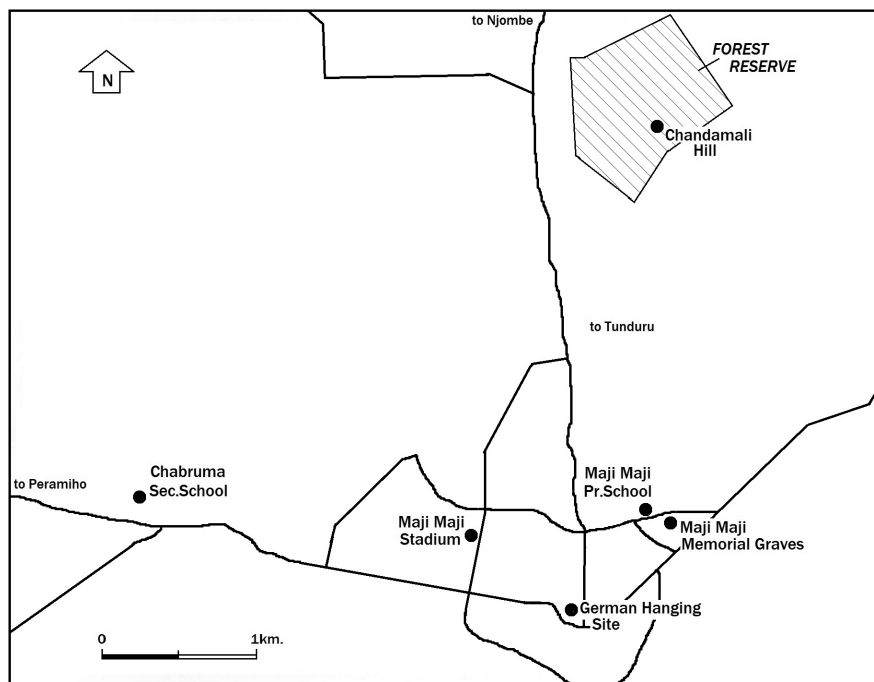 to Njombe
N
FOREST
RESERVE
Chandamali
Hill
to Tunduru
Chabruma
Sec.School
to Peramiho
Maji Maji
Pr.School
Maji Maji
Stadium
Maji Maji
Memorial Graves
German Hanging
Site
0 1km.